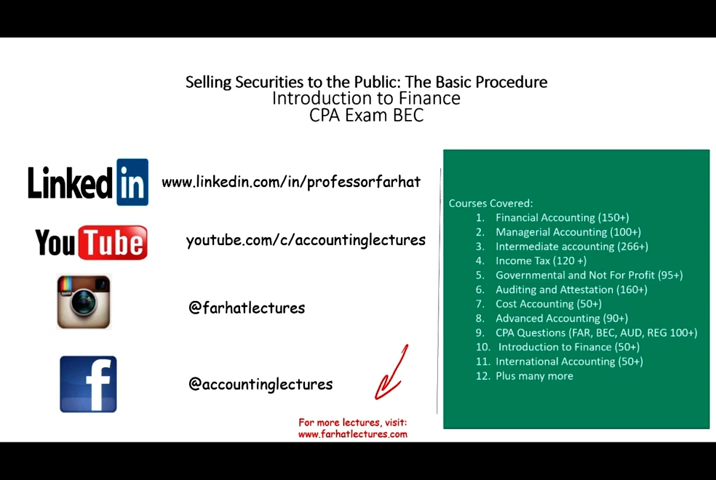 Selling Securities to the Public: The Basic Procedure
Introduction to Finance
CPA Exam BEC
Linked in
www.linkedin.com/in/professorfarhat
You Tube
youtube.com/c/accountinglectures
@farhatlectures
f
@accountinglectures
For more lectures, visit:
www.farhatlectures.com
Courses Covered:
1. Financial Accounting (150+)
2. Managerial Accounting (100+)
3. Intermediate accounting (266+)
4. Income Tax (120 +)
5. Governmental and Not For Profit (95+)
6. Auditing and Attestation (160+)
7. Cost Accounting (50+)
8. Advanced Accounting (90+)
9. CPA Questions (FAR, BEC, AUD, REG 100+)
10. Introduction to Finance (50+)
11. International Accounting (50+)
12. Plus many more